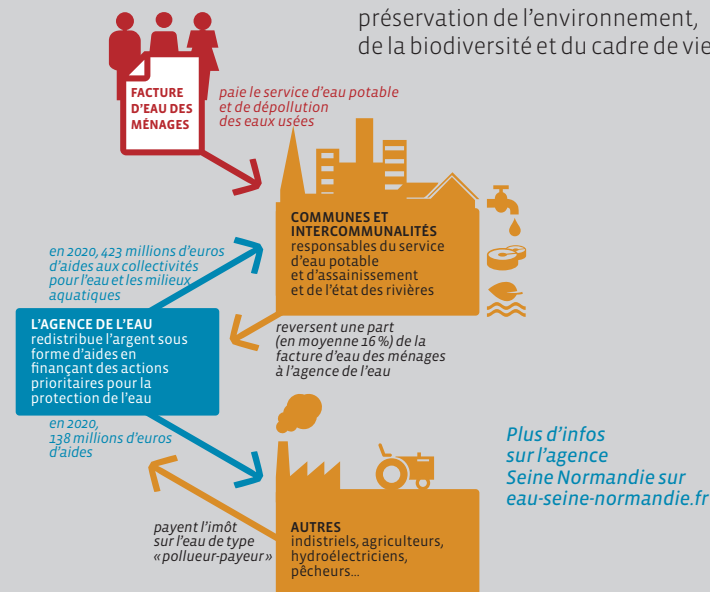 préservation de l'environnement,
de la biodiversité et du cadre de vie
FACTURE
D'EAU DES
MÉNAGES
paie le service d'eau potable
et de dépollution
des eaux usées
COMMUNES ET
INTERCOMMUNALITÉS
responsables du service
d'eau potable
et d'assainissement
et de l'état des rivières
en 2020, 423 millions d'euros
d'aides aux collectivités
pour l'eau et les milieux
aquatiques
L'AGENCE DE L'EAU
redistribue l'argent sous
forme d'aides en
finançant des actions
prioritaires pour la
protection de l'eau
reversent une part
(en moyenne 16 %) de la
facture d'eau des ménages
à l'agence de l'eau
en 2020,
138 millions d'euros
d'aides
Plus d'infos
sur l'agence
Seine Normandie sur
eau-seine-normandie.fr
payent l'imôt
sur l'eau de type
« pollueur-payeur »
AUTRES
industriels, agriculteurs,
hydroélectriciens,
pêcheurs...